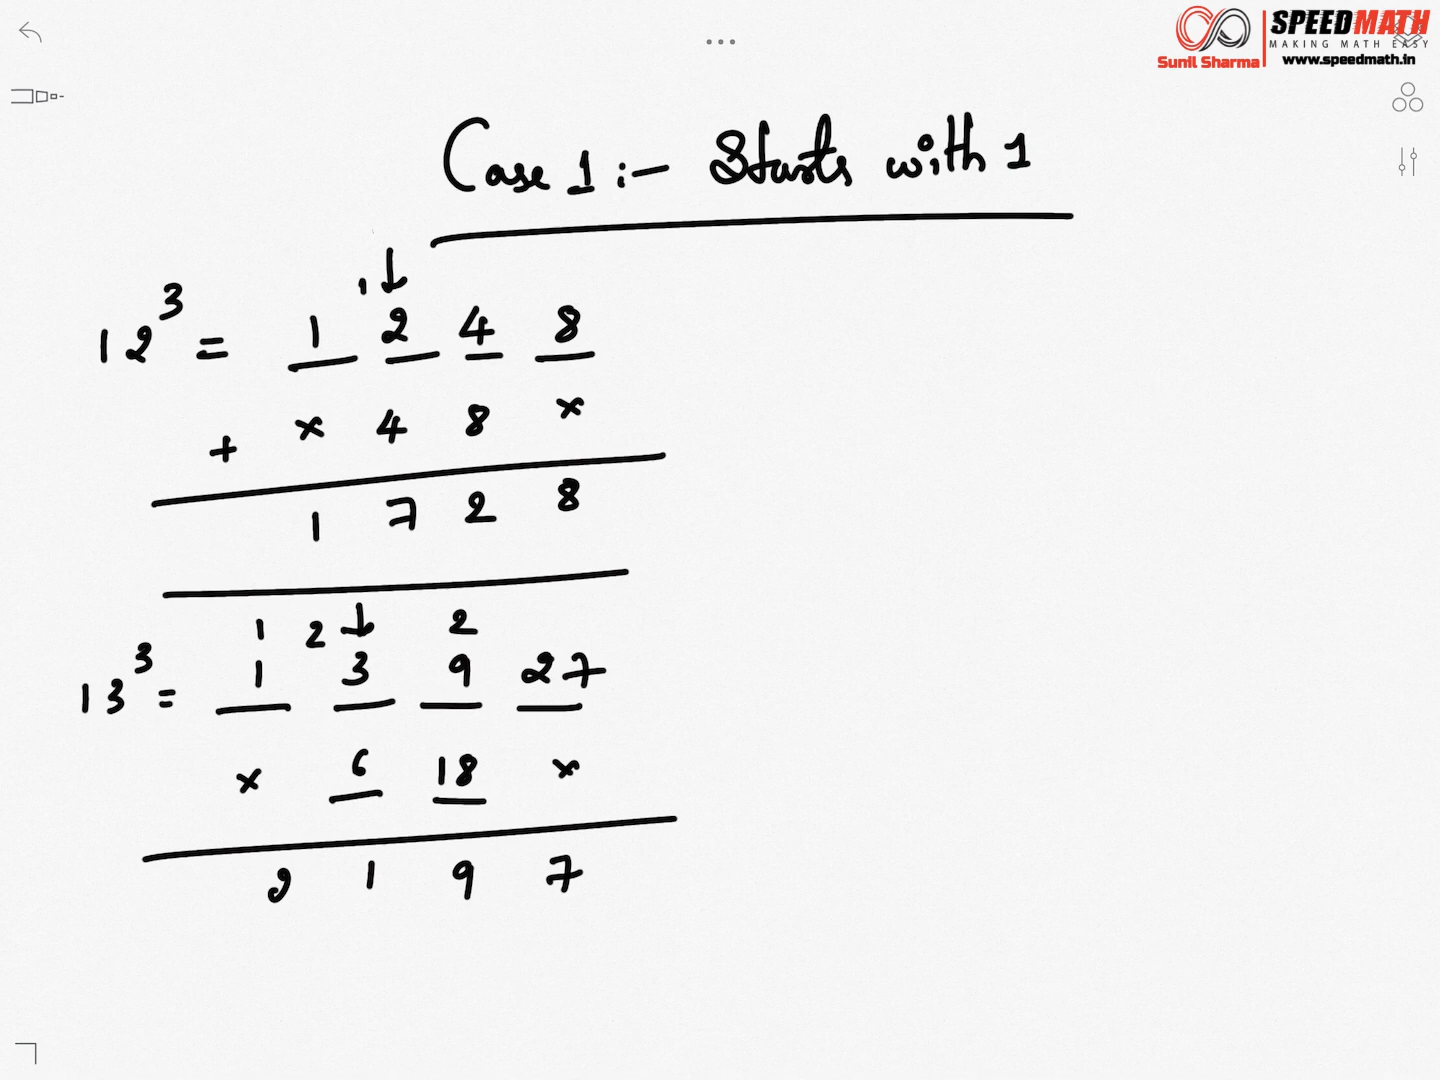 SPEEDMATH
MAKING MATH EASY
Sunil Sharma www.speedmath.in
Case 1 :- Starts with 1
1 ↓
12³ = 1 2 4 8
+ × 4 8 ×
1 7 2 8
1 2 ↓ 2
13³ = 1 3 9 27
× 6 18 ×
2 1 9 7